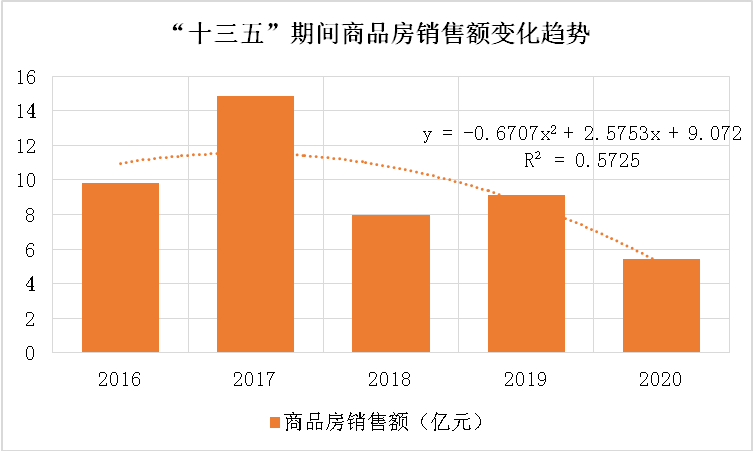 “十三五”期间商品房销售额变化趋势
16
14
12
10
8
6
4
2
0
y = -0.6707x² + 2.5753x + 9.072
R² = 0.5725
2016 2017 2018 2019 2020
商品房销售额（亿元）